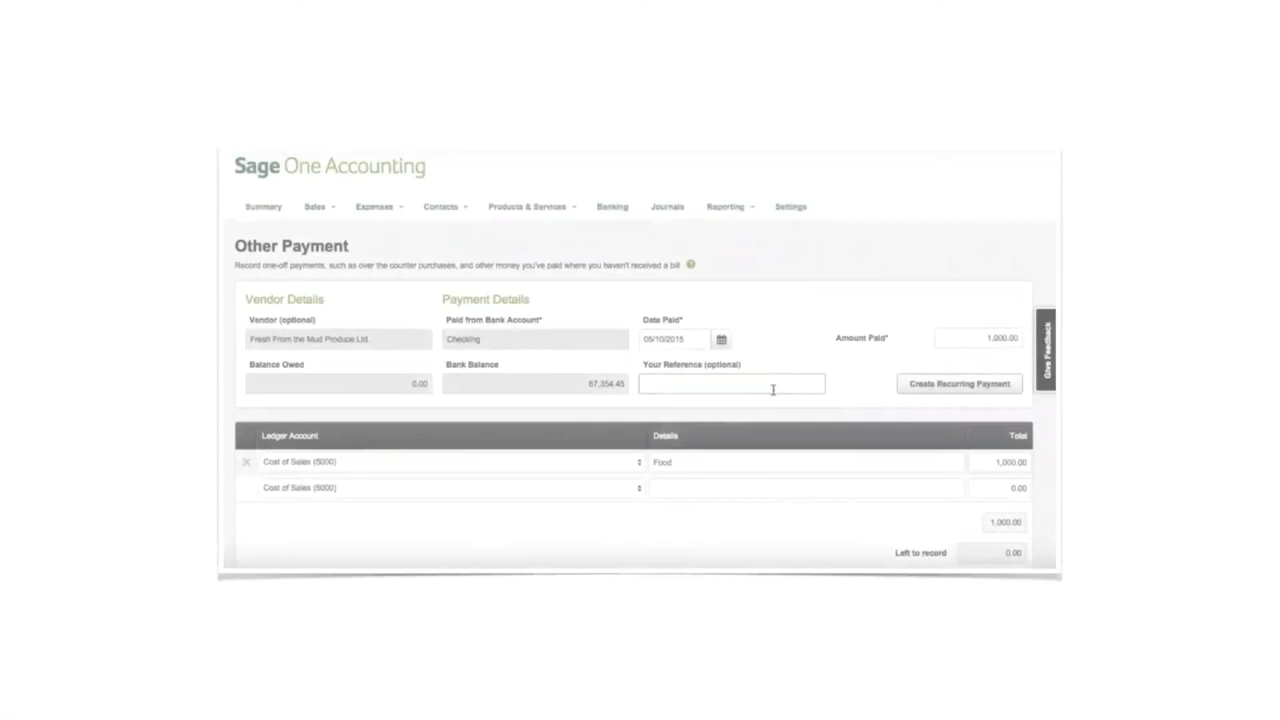 Sage One Accounting
Summary Sales Expenses Contacts Products & Services Banking Journals Reporting Settings
Other Payment
Record one-off payments, such as over the counter purchases, and other money you've paid where you haven't received a bill
Vendor Details Payment Details
Vendor (optional) Paid from Bank Account* Date Paid*
Fresh From the Mud Produce Ltd. Checking 05/10/2015 Amount Paid* 1,000.00
Balance Owed Bank Balance Your Reference (optional)
0.00 67,354.45 Create Recurring Payment
Give Feedback
Ledger Account Details Total
Cost of Sales (5000) Food 1,000.00
Cost of Sales (5000) 0.00
1,000.00
Left to record 0.00